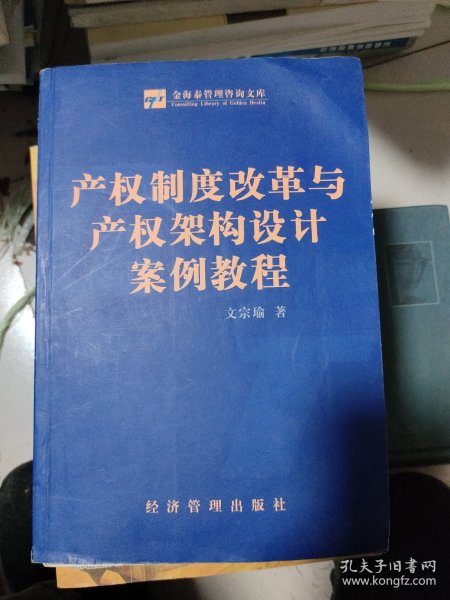 金海泰管理咨询文库
Consulting Library of Golden Hestia
产权制度改革与
产权架构设计
案例教程
文宗瑜 著
经济管理出版社
孔夫子旧书网
www.kongfz.com